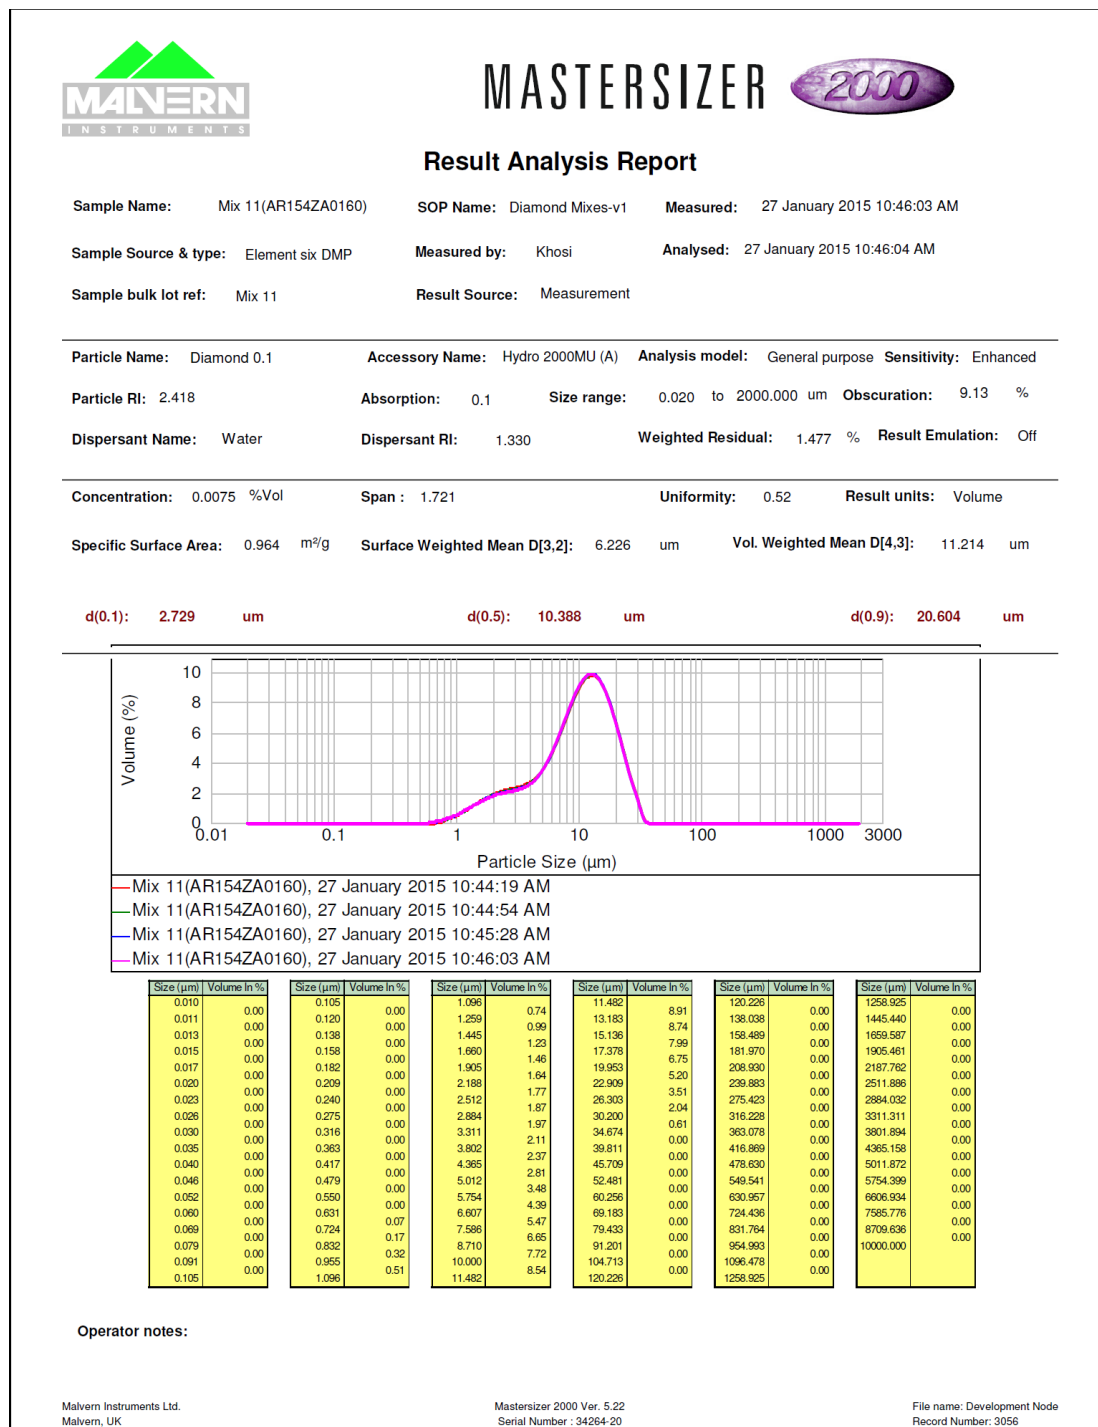 MALVERN
INSTRUMENTS
MASTERSIZER 2000
Result Analysis Report
Sample Name: Mix 11(AR154ZA0160) SOP Name: Diamond Mixes-v1 Measured: 27 January 2015 10:46:03 AM
Sample Source & type: Element six DMP Measured by: Khosi Analysed: 27 January 2015 10:46:04 AM
Sample bulk lot ref: Mix 11 Result Source: Measurement
Particle Name: Diamond 0.1 Accessory Name: Hydro 2000MU (A) Analysis model: General purpose Sensitivity: Enhanced
Particle RI: 2.418 Absorption: 0.1 Size range: 0.020 to 2000.000 um Obscuration: 9.13 %
Dispersant Name: Water Dispersant RI: 1.330 Weighted Residual: 1.477 % Result Emulation: Off
Concentration: 0.0075 %Vol Span : 1.721 Uniformity: 0.52 Result units: Volume
Specific Surface Area: 0.964 m²/g Surface Weighted Mean D[3,2]: 6.226 um Vol. Weighted Mean D[4,3]: 11.214 um
d(0.1): 2.729 um d(0.5): 10.388 um d(0.9): 20.604 um
Volume (%)
10
8
6
4
2
0
0.01 0.1 1 10 100 1000 3000
Particle Size (µm)
Mix 11(AR154ZA0160), 27 January 2015 10:44:19 AM
Mix 11(AR154ZA0160), 27 January 2015 10:44:54 AM
Mix 11(AR154ZA0160), 27 January 2015 10:45:28 AM
Mix 11(AR154ZA0160), 27 January 2015 10:46:03 AM
Size (µm) Volume In % Size (µm) Volume In % Size (µm) Volume In % Size (µm) Volume In % Size (µm) Volume In % Size (µm) Volume In %
0.010 0.105 1.096 11.482 120.226 1258.925
0.00 0.00 0.74 8.91 0.00 0.00
0.011 0.120 1.259 13.183 138.038 1445.440
0.00 0.00 0.99 8.74 0.00 0.00
0.013 0.138 1.445 15.136 158.489 1659.587
0.00 0.00 1.23 7.99 0.00 0.00
0.015 0.158 1.660 17.378 181.970 1905.461
0.00 0.00 1.46 6.75 0.00 0.00
0.017 0.182 1.905 19.953 208.930 2187.762
0.00 0.00 1.64 5.20 0.00 0.00
0.020 0.209 2.188 22.909 239.883 2511.886
0.00 0.00 1.77 3.51 0.00 0.00
0.023 0.240 2.512 26.303 275.423 2884.032
0.00 0.00 1.87 2.04 0.00 0.00
0.026 0.275 2.884 30.200 316.228 3311.311
0.00 0.00 1.97 0.61 0.00 0.00
0.030 0.316 3.311 34.674 363.078 3801.894
0.00 0.00 2.11 0.00 0.00 0.00
0.035 0.363 3.802 39.811 416.869 4365.158
0.00 0.00 2.37 0.00 0.00 0.00
0.040 0.417 4.365 45.709 478.630 5011.872
0.00 0.00 2.81 0.00 0.00 0.00
0.046 0.479 5.012 52.481 549.541 5754.399
0.00 0.00 3.48 0.00 0.00 0.00
0.052 0.550 5.754 60.256 630.957 6606.934
0.00 0.00 4.39 0.00 0.00 0.00
0.060 0.631 6.607 69.183 724.436 7585.776
0.00 0.07 5.47 0.00 0.00 0.00
0.069 0.724 7.586 79.433 831.764 8709.636
0.00 0.17 6.65 0.00 0.00 0.00
0.079 0.832 8.710 91.201 954.993 10000.000
0.00 0.32 7.72 0.00 0.00
0.091 0.955 10.000 104.713 1096.478
0.00 0.51 8.54 0.00 0.00
0.105 1.096 11.482 120.226 1258.925
Operator notes:
Malvern Instruments Ltd. Mastersizer 2000 Ver. 5.22 File name: Development Node
Malvern, UK Serial Number : 34264-20 Record Number: 3056